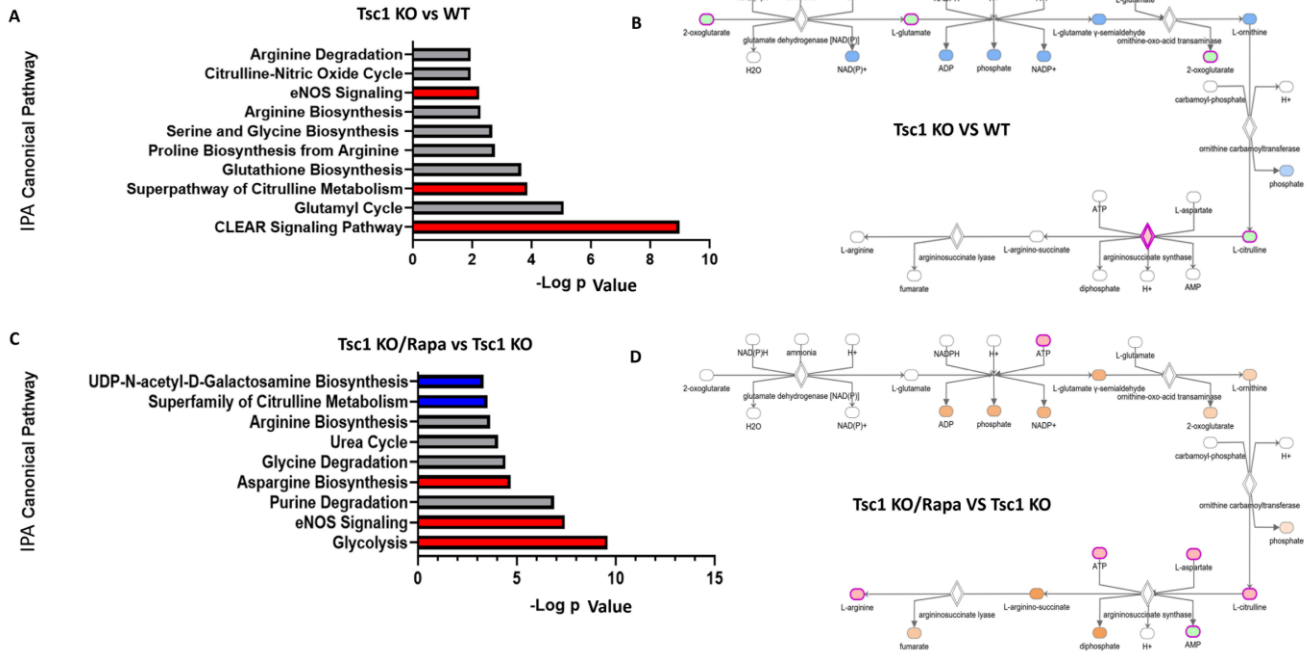 A
Tsc1 KO vs WT
IPA Canonical Pathway
Arginine Degradation
Citrulline-Nitric Oxide Cycle
eNOS Signaling
Arginine Biosynthesis
Serine and Glycine Biosynthesis
Proline Biosynthesis from Arginine
Glutathione Biosynthesis
Superpathway of Citrulline Metabolism
Glutamyl Cycle
CLEAR Signaling Pathway
0 2 4 6 8 10
-Log p Value
B
2-oxoglutarate
glutamate dehydrogenase [NAD(P)]
L-glutamate
L-glutamate γ-semialdehyde
ornithine-oxo-acid transaminase
L-ornithine
H2O
NAD(P)+
ADP
phosphate
NADP+
2-oxoglutarate
carbamoyl-phosphate
H+
Tsc1 KO VS WT
ornithine carbamoyltransferase
phosphate
ATP
L-aspartate
L-arginine
argininosuccinate lyase
L-arginino-succinate
argininosuccinate synthase
L-citrulline
fumarate
diphosphate
H+
AMP
C
Tsc1 KO/Rapa vs Tsc1 KO
IPA Canonical Pathway
UDP-N-acetyl-D-Galactosamine Biosynthesis
Superfamily of Citrulline Metabolism
Arginine Biosynthesis
Urea Cycle
Glycine Degradation
Aspargine Biosynthesis
Purine Degradation
eNOS Signaling
Glycolysis
0 5 10 15
-Log p Value
D
NAD(P)H
ammonia
H+
NADPH
H+
ATP
L-glutamate
2-oxoglutarate
glutamate dehydrogenase [NAD(P)]
L-glutamate
L-glutamate γ-semialdehyde
ornithine-oxo-acid transaminase
L-ornithine
H2O
NAD(P)+
ADP
phosphate
NADP+
2-oxoglutarate
carbamoyl-phosphate
H+
Tsc1 KO/Rapa VS Tsc1 KO
ornithine carbamoyltransferase
phosphate
ATP
L-aspartate
L-arginine
argininosuccinate lyase
L-arginino-succinate
argininosuccinate synthase
L-citrulline
fumarate
diphosphate
H+
AMP